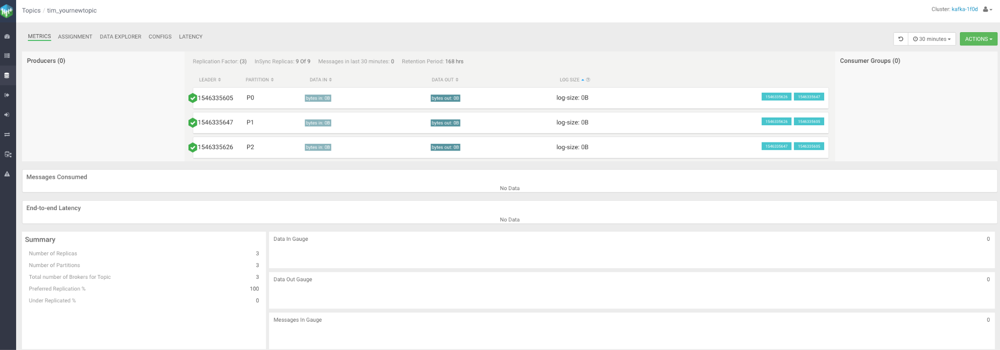 Topics / tim_yournewtopic
Cluster: kafka-1f0d
METRICS ASSIGNMENT DATA EXPLORER CONFIGS LATENCY
30 minutes
ACTIONS
Producers (0)
Replication Factor: (3) InSync Replicas: 9 Of 9 Messages in last 30 minutes: 0 Retention Period: 168 hrs
LEADER PARTITION DATA IN DATA OUT LOG SIZE
1546335605 P0 bytes in: 0B bytes out: 0B log-size: 0B 1546335626 1546335647
1546335647 P1 bytes in: 0B bytes out: 0B log-size: 0B 1546335626 1546335605
1546335626 P2 bytes in: 0B bytes out: 0B log-size: 0B 1546335647 1546335605
Consumer Groups (0)
Messages Consumed
No Data
End-to-end Latency
No Data
Summary
Number of Replicas 3
Number of Partitions 3
Total number of Brokers for Topic 3
Preferred Replication % 100
Under Replicated % 0
Data In Gauge 0
Data Out Gauge 0
Messages In Gauge 0